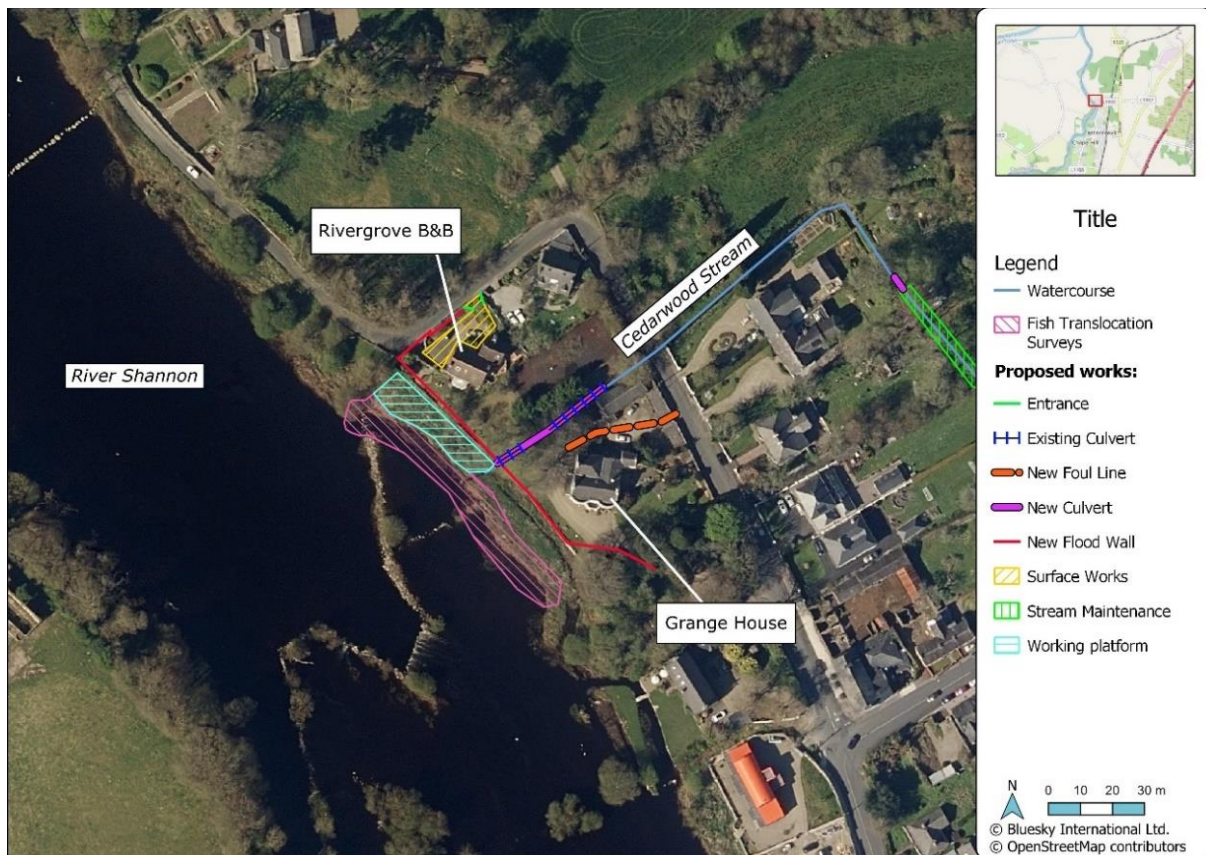 Rivergrove B&B
Cedarwood Stream
River Shannon
Grange House
Title
Legend
Watercourse
Fish Translocation
Surveys
Proposed works:
Entrance
Existing Culvert
New Foul Line
New Culvert
New Flood Wall
Surface Works
Stream Maintenance
Working platform
N
0 10 20 30 m
© Bluesky International Ltd.
© OpenStreetMap contributors